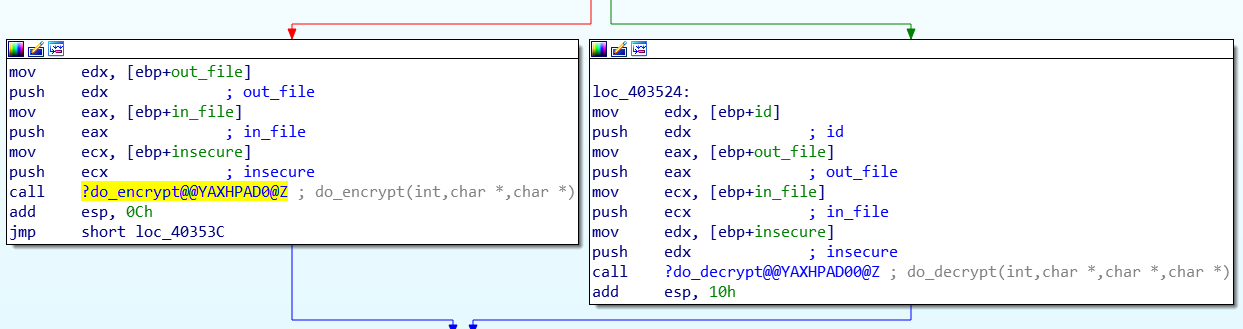 mov     edx, [ebp+out_file]
push    edx             ; out_file
mov     eax, [ebp+in_file]
push    eax             ; in_file
mov     ecx, [ebp+insecure]
push    ecx             ; insecure
call    ?do_encrypt@@YAXHPAD0@Z ; do_encrypt(int,char *,char *)
add     esp, 0Ch
jmp     short loc_40353C
loc_403524:
mov     edx, [ebp+id]
push    edx             ; id
mov     eax, [ebp+out_file]
push    eax             ; out_file
mov     ecx, [ebp+in_file]
push    ecx             ; in_file
mov     edx, [ebp+insecure]
push    edx             ; insecure
call    ?do_decrypt@@YAXHPAD00@Z ; do_decrypt(int,char *,char *,char *)
add     esp, 10h